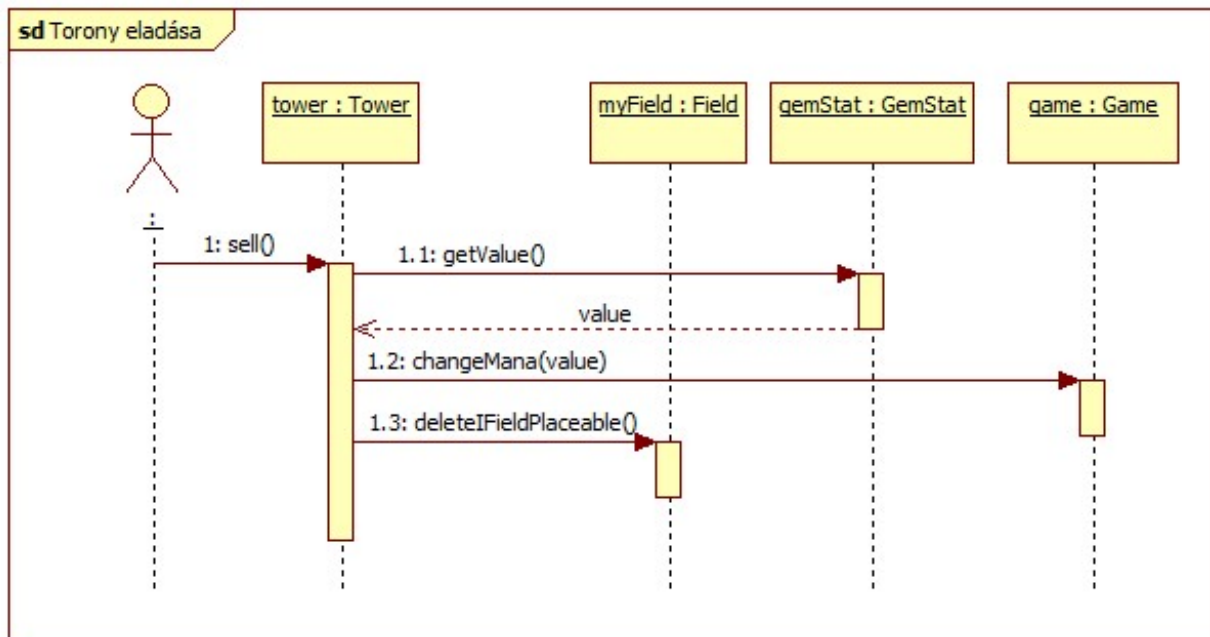 sd Torony eladása
tower : Tower
myField : Field
gemStat : GemStat
game : Game
:
1: sell()
1.1: getValue()
value
1.2: changeMana(value)
1.3: deleteIFieldPlaceable()